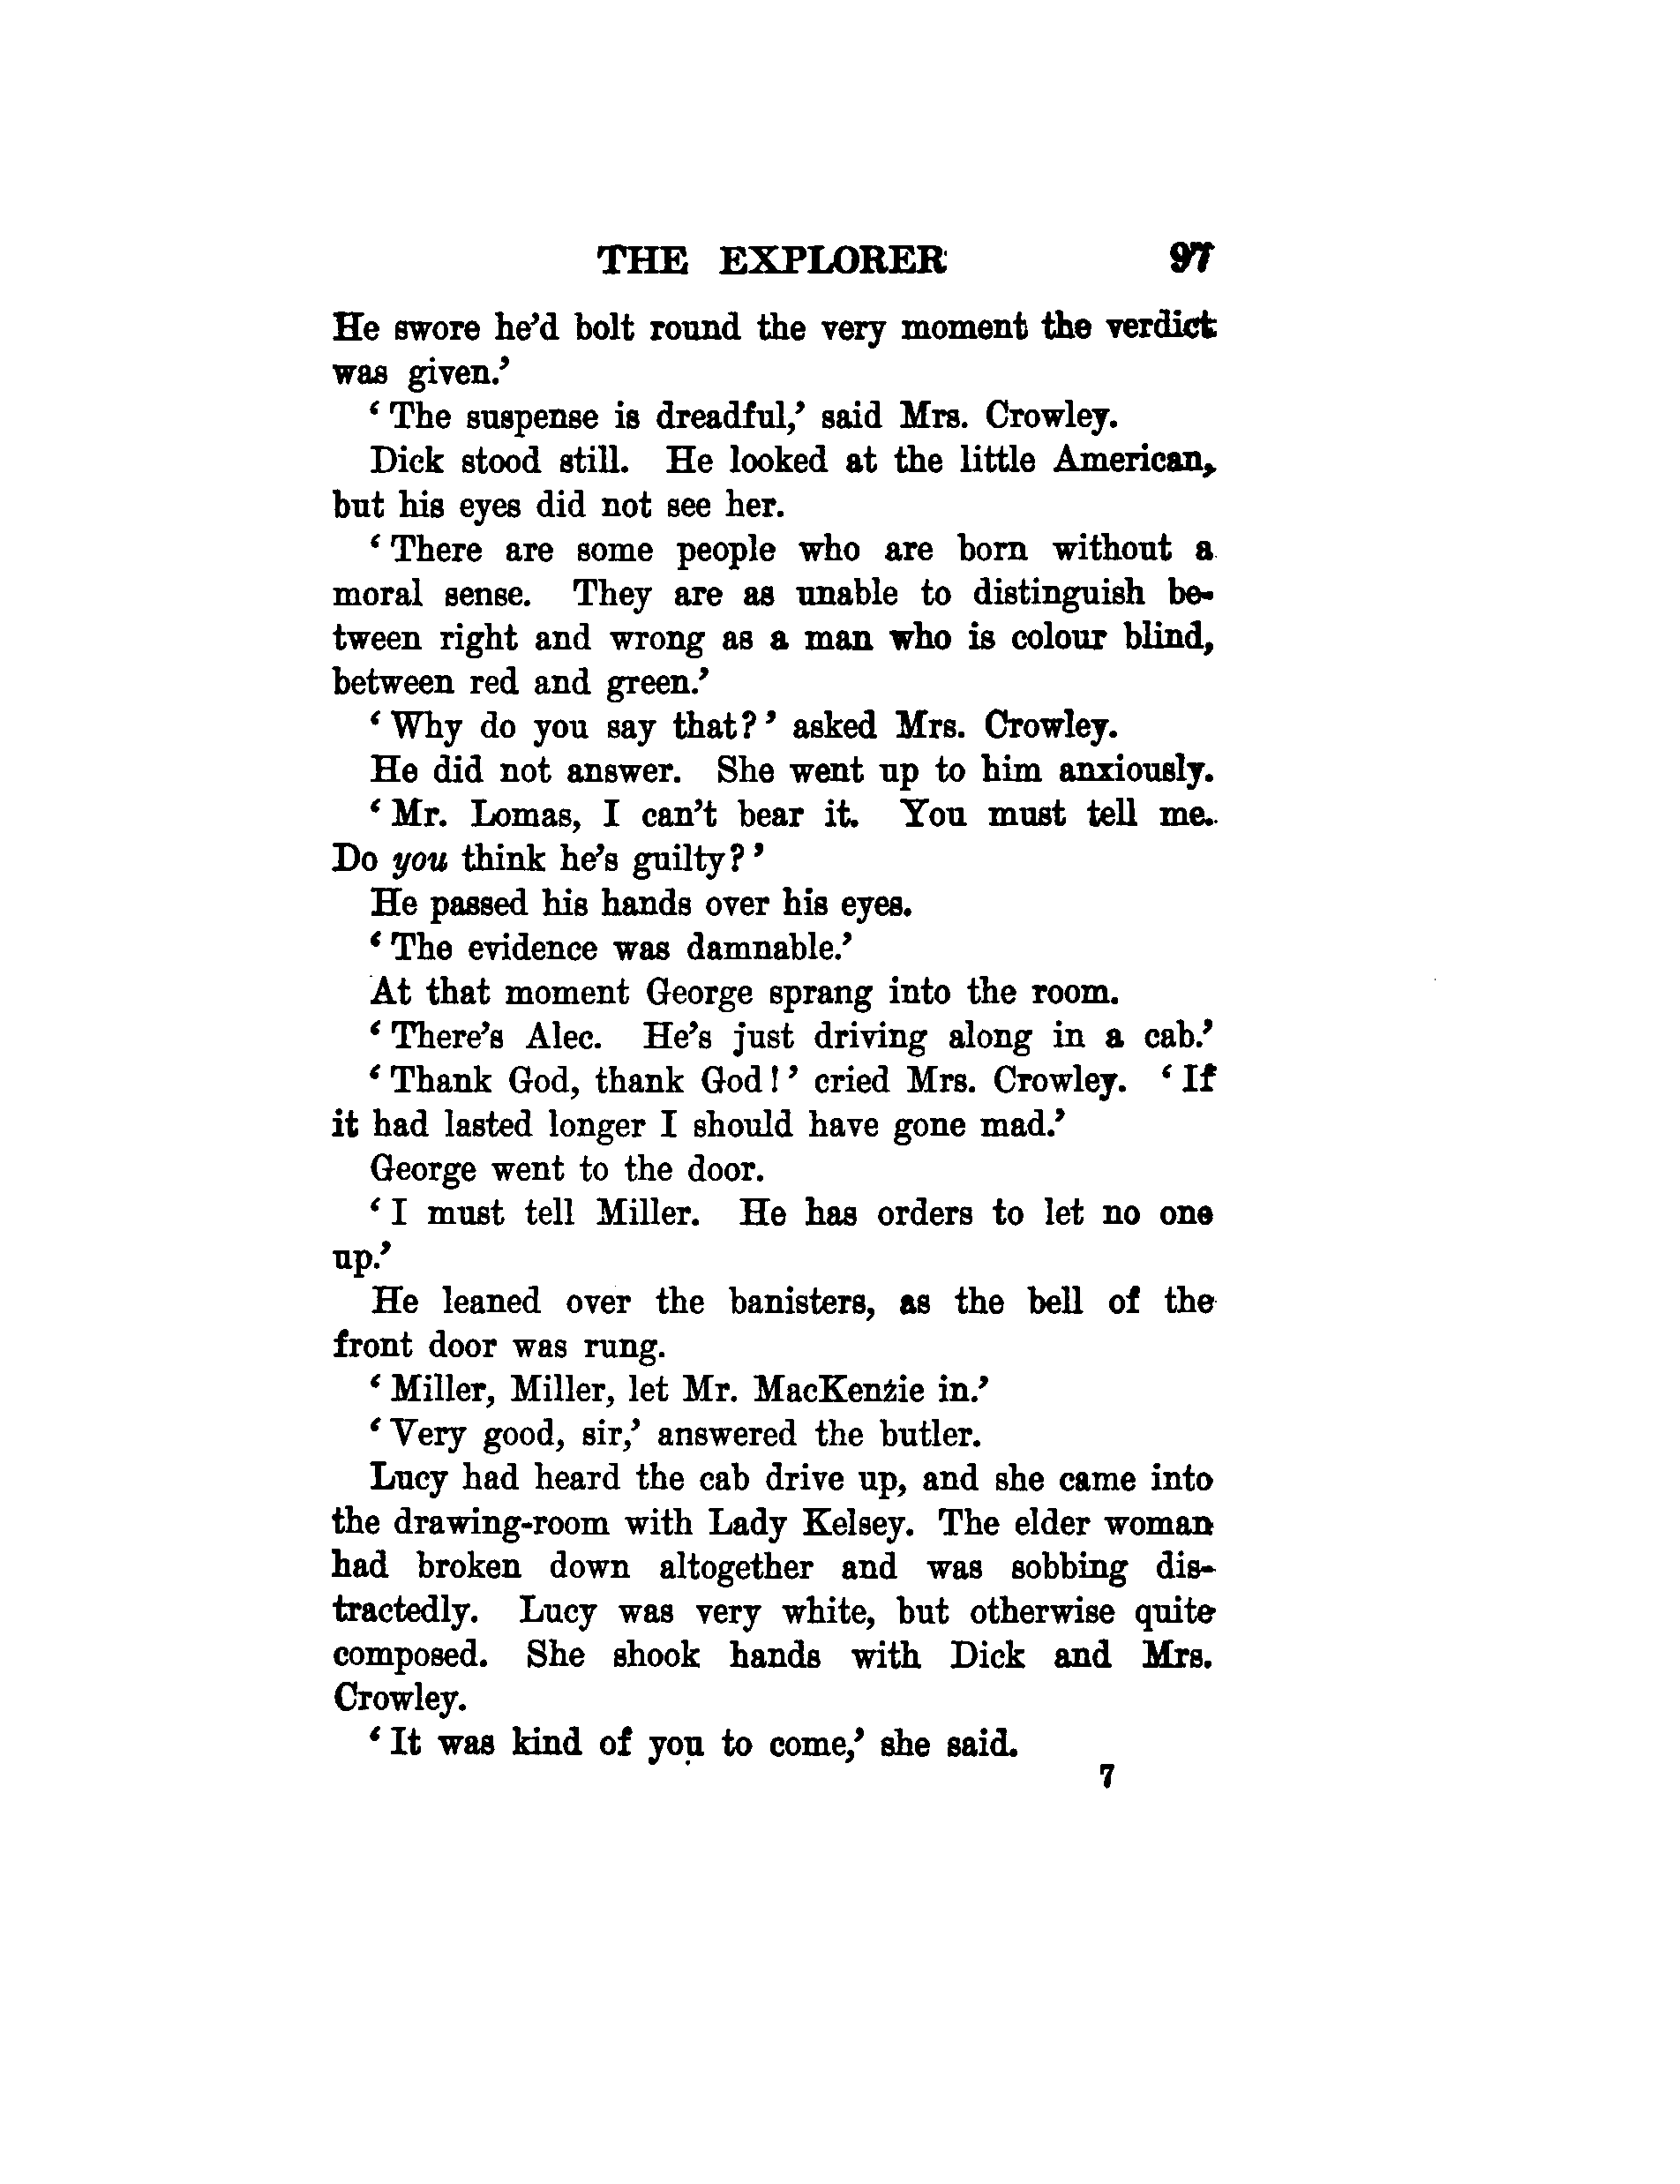 THE EXPLORER 97
He swore he'd bolt round the very moment the verdict
was given.'
‘ The suspense is dreadful,’ said Mrs. Crowley.
Dick stood still. He looked at the little American,
but his eyes did not see her.
‘ There are some people who are born without a
moral sense. They are as unable to distinguish be-
tween right and wrong as a man who is colour blind,
between red and green.’
‘ Why do you say that? ’ asked Mrs. Crowley.
He did not answer. She went up to him anxiously.
‘ Mr. Lomas, I can’t bear it. You must tell me.
Do you think he’s guilty? ’
He passed his hands over his eyes.
‘ The evidence was damnable.’
At that moment George sprang into the room.
‘ There’s Alec. He’s just driving along in a cab.’
‘ Thank God, thank God! ’ cried Mrs. Crowley. ‘ If
it had lasted longer I should have gone mad.’
George went to the door.
‘ I must tell Miller. He has orders to let no one
up.’
He leaned over the banisters, as the bell of the
front door was rung.
‘ Miller, Miller, let Mr. MacKenzie in.’
‘ Very good, sir,’ answered the butler.
Lucy had heard the cab drive up, and she came into
the drawing-room with Lady Kelsey. The elder woman
had broken down altogether and was sobbing dis-
tractedly. Lucy was very white, but otherwise quite
composed. She shook hands with Dick and Mrs.
Crowley.
‘ It was kind of you to come,’ she said.
7